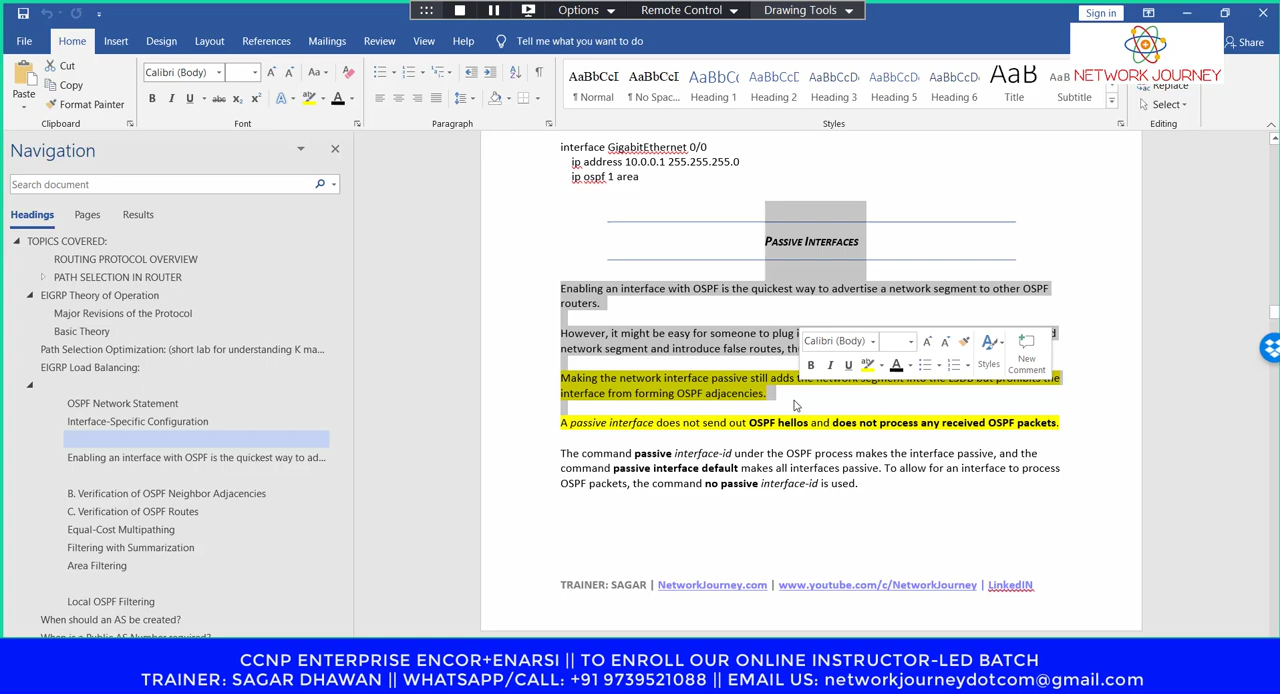 Options
Remote Control
Drawing Tools
Sign in
File
Home
Insert
Design
Layout
References
Mailings
Review
View
Help
Tell me what you want to do
Share
NETWORK JOURNEY
Paste
Cut
Copy
Format Painter
Clipboard
Calibri (Body)
Font
Paragraph
AaBbCcI
¶ Normal
AaBbCcI
¶ No Spac...
AaBbC(
Heading 1
AaBbCcI
Heading 2
AaBbCcI
Heading 3
AaBbCcI
Heading 5
AaBbCcI
Heading 6
AaB
Title
Subtitle
Styles
Replace
Select
Editing
Navigation
Search document
Headings
Pages
Results
TOPICS COVERED:
ROUTING PROTOCOL OVERVIEW
PATH SELECTION IN ROUTER
EIGRP Theory of Operation
Major Revisions of the Protocol
Basic Theory
Path Selection Optimization: (short lab for understanding K ma...
EIGRP Load Balancing:
OSPF Network Statement
Interface-Specific Configuration
Enabling an interface with OSPF is the quickest way to ad...
B. Verification of OSPF Neighbor Adjacencies
C. Verification of OSPF Routes
Equal-Cost Multipathing
Filtering with Summarization
Area Filtering
Local OSPF Filtering
When should an AS be created?
When is a Public AS Number required?
interface GigabitEthernet 0/0
ip address 10.0.0.1 255.255.255.0
ip ospf 1 area
PASSIVE INTERFACES
Enabling an interface with OSPF is the quickest way to advertise a network segment to other OSPF
routers.
However, it might be easy for someone to plug
network segment and introduce false routes,
Making the network interface passive still adds the network segment into the LSDB but prohibits the
interface from forming OSPF adjacencies.
A passive interface does not send out OSPF hellos and does not process any received OSPF packets.
The command passive interface-id under the OSPF process makes the interface passive, and the
command passive interface default makes all interfaces passive. To allow for an interface to process
OSPF packets, the command no passive interface-id is used.
Calibri (Body)
Styles
New
Comment
TRAINER: SAGAR | NetworkJourney.com | www.youtube.com/c/NetworkJourney | LinkedIN
CCNP ENTERPRISE ENCOR+ENARSI || TO ENROLL OUR ONLINE INSTRUCTOR-LED BATCH
TRAINER: SAGAR DHAWAN || WHATSAPP/CALL: +91 9739521088 || EMAIL US: networkjourneydotcom@gmail.com